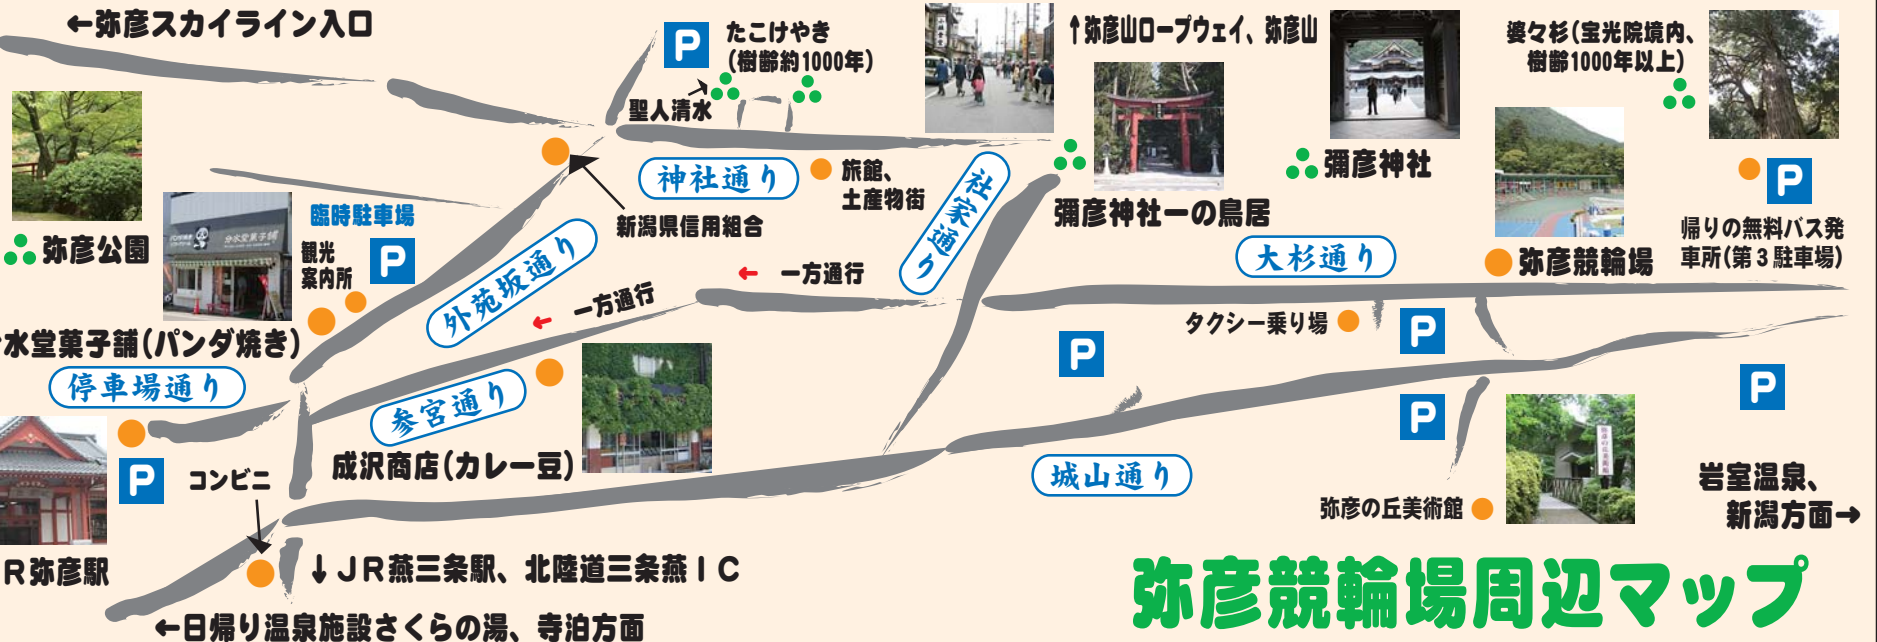 ←弥彦スカイライン入口
P
たこけやき
(樹齢約1000年)
聖人清水
↑弥彦山ロープウェイ、弥彦山
婆々杉(宝光院境内、
樹齢1000年以上)
神社通り
旅館、
土産物街
社家通り
彌彦神社
彌彦神社一の鳥居
P
帰りの無料バス発
車所(第3駐車場)
弥彦公園
臨時駐車場
観光
案内所
P
新潟県信用組合
外苑坂通り
大杉通り
弥彦競輪場
← 一方通行
← 一方通行
水堂菓子舗(パンダ焼き)
タクシー乗り場
P
P
停車場通り
参宮通り
P
P
P
コンビニ
成沢商店(カレー豆)
城山通り
岩室温泉、
新潟方面→
弥彦の丘美術館
R弥彦駅
↓JR燕三条駅、北陸道三条燕IC
←日帰り温泉施設さくらの湯、寺泊方面
弥彦競輪場周辺マップ